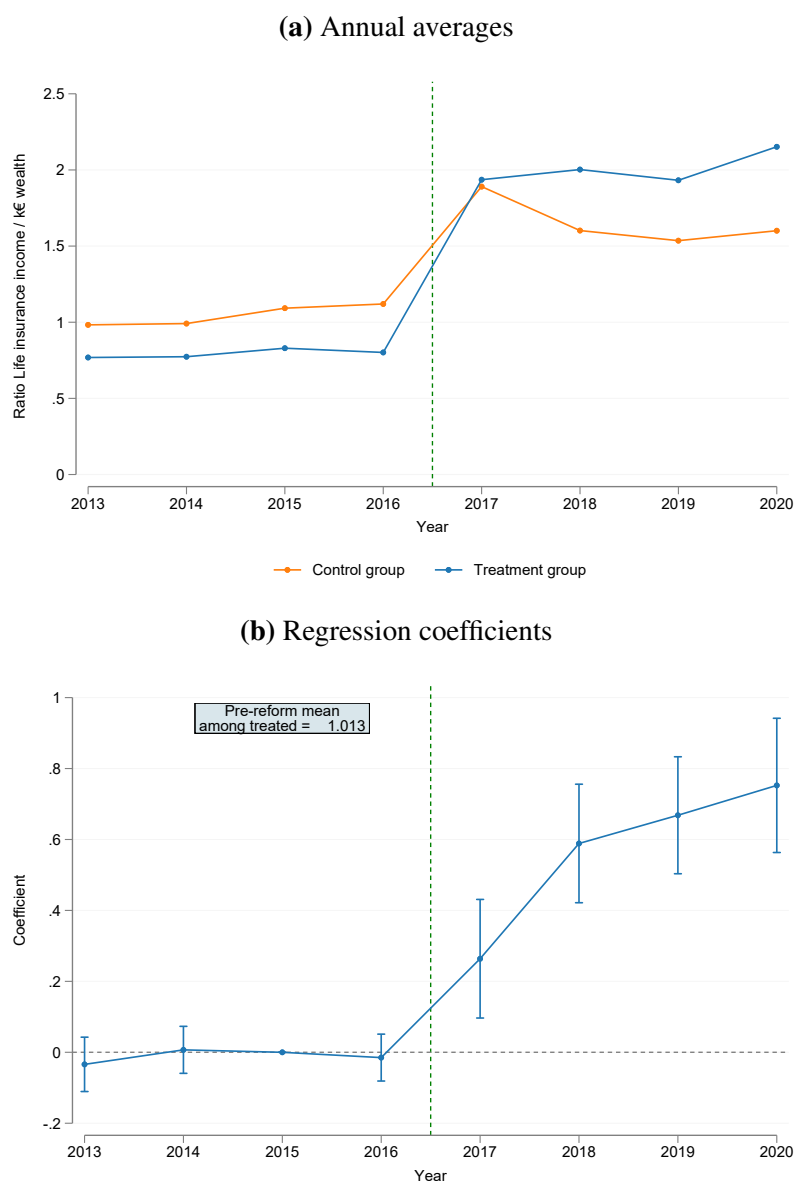 (a) Annual averages
Ratio Life insurance income / k€ wealth
2.5
2
1.5
1
.5
0
2013 2014 2015 2016 2017 2018 2019 2020
Year
Control group Treatment group
(b) Regression coefficients
Coefficient
1
.8
.6
.4
.2
0
-.2
Pre-reform mean
among treated = 1.013
2013 2014 2015 2016 2017 2018 2019 2020
Year